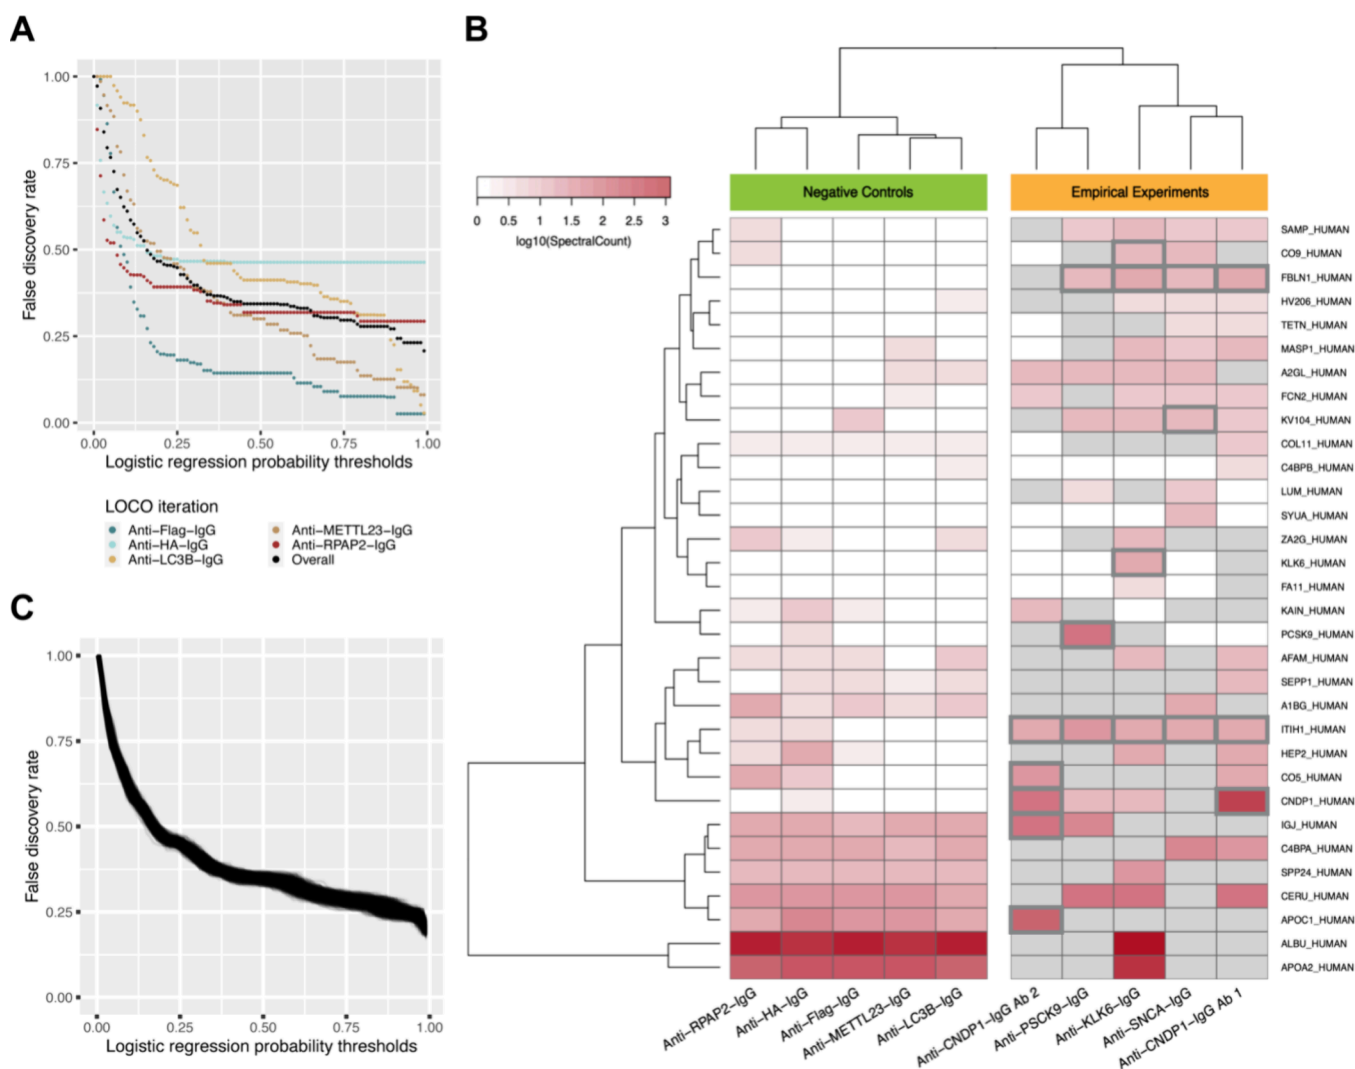 A
1.00
0.75
0.50
0.25
0.00
False discovery rate
0.00 0.25 0.50 0.75 1.00
Logistic regression probability thresholds
LOCO iteration
Anti-Flag-IgG
Anti-HA-IgG
Anti-LC3B-IgG
Anti-METTL23-IgG
Anti-RPAP2-IgG
Overall
B
0 0.5 1 1.5 2 2.5 3
log10(SpectralCount)
Negative Controls
Empirical Experiments
SAMP_HUMAN
CO9_HUMAN
FBLN1_HUMAN
HV206_HUMAN
TETN_HUMAN
MASP1_HUMAN
A2GL_HUMAN
FCN2_HUMAN
KV104_HUMAN
COL11_HUMAN
C4BPB_HUMAN
LUM_HUMAN
SYUA_HUMAN
ZA2G_HUMAN
KLK6_HUMAN
FA11_HUMAN
KAIN_HUMAN
PCSK9_HUMAN
AFAM_HUMAN
SEPP1_HUMAN
A1BG_HUMAN
ITIH1_HUMAN
HEP2_HUMAN
CO5_HUMAN
CNDP1_HUMAN
IGJ_HUMAN
C4BPA_HUMAN
SPP24_HUMAN
CERU_HUMAN
APOC1_HUMAN
ALBU_HUMAN
APOA2_HUMAN
Anti-RPAP2-IgG
Anti-HA-IgG
Anti-Flag-IgG
Anti-METTL23-IgG
Anti-LC3B-IgG
Anti-CNDP1-IgG Ab 2
Anti-PSCK9-IgG
Anti-KLK6-IgG
Anti-SNCA-IgG
Anti-CNDP1-IgG Ab 1
C
1.00
0.75
0.50
0.25
0.00
False discovery rate
0.00 0.25 0.50 0.75 1.00
Logistic regression probability thresholds